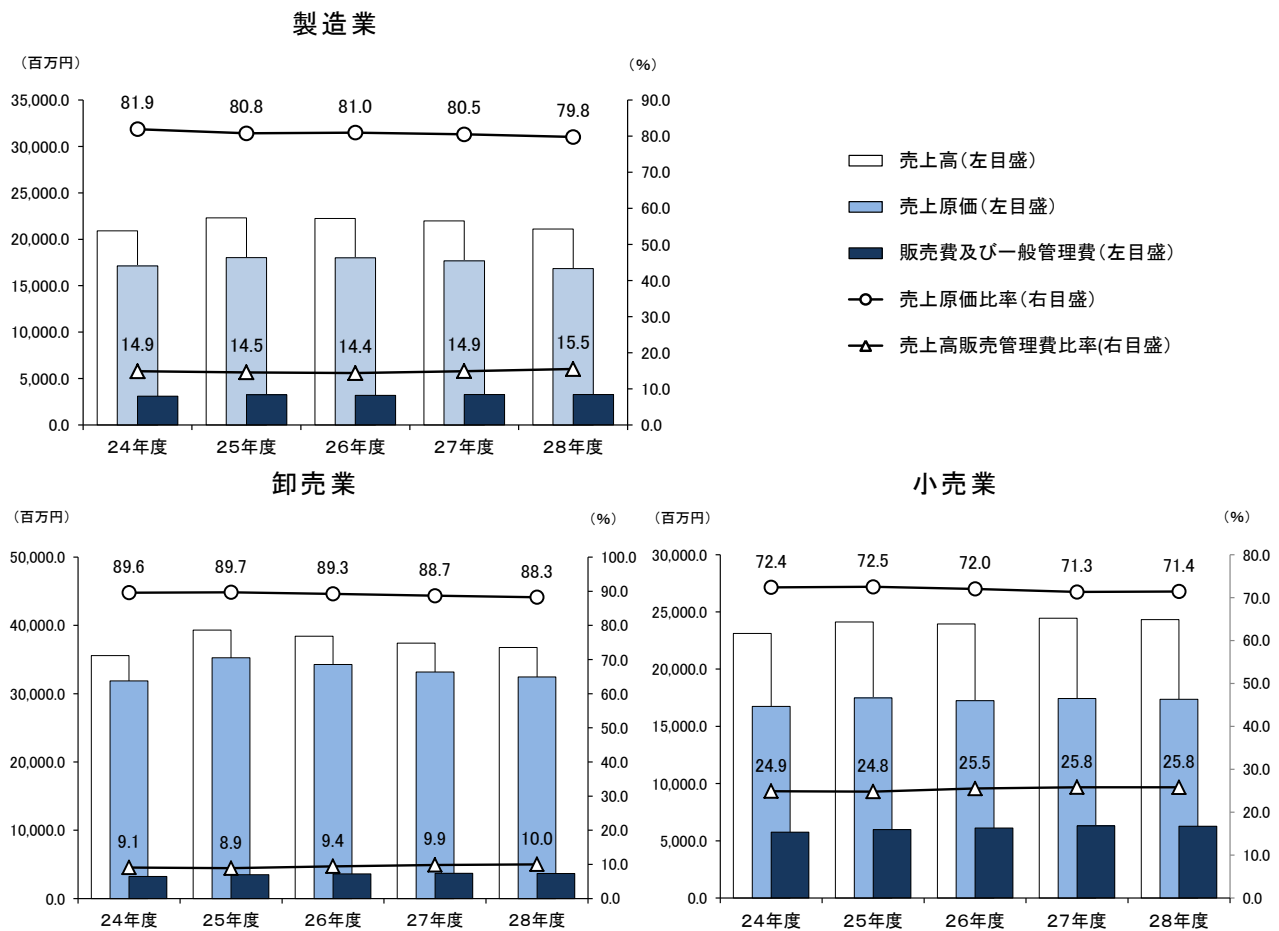 製造業
（百万円）
（%）
81.9 80.8 81.0 80.5 79.8
35,000.0
30,000.0
25,000.0
20,000.0
15,000.0
10,000.0
5,000.0
0.0
90.0
80.0
70.0
60.0
50.0
40.0
30.0
20.0
10.0
0.0
14.9 14.5 14.4 14.9 15.5
24年度 25年度 26年度 27年度 28年度
売上高（左目盛）
売上原価（左目盛）
販売費及び一般管理費（左目盛）
売上原価比率（右目盛）
売上高販売管理費比率(右目盛）
卸売業
（百万円）
（%）
89.6 89.7 89.3 88.7 88.3
50,000.0
40,000.0
30,000.0
20,000.0
10,000.0
0.0
100.0
90.0
80.0
70.0
60.0
50.0
40.0
30.0
20.0
10.0
0.0
9.1 8.9 9.4 9.9 10.0
24年度 25年度 26年度 27年度 28年度
小売業
（百万円）
（%）
72.4 72.5 72.0 71.3 71.4
30,000.0
25,000.0
20,000.0
15,000.0
10,000.0
5,000.0
0.0
80.0
70.0
60.0
50.0
40.0
30.0
20.0
10.0
0.0
24.9 24.8 25.5 25.8 25.8
24年度 25年度 26年度 27年度 28年度